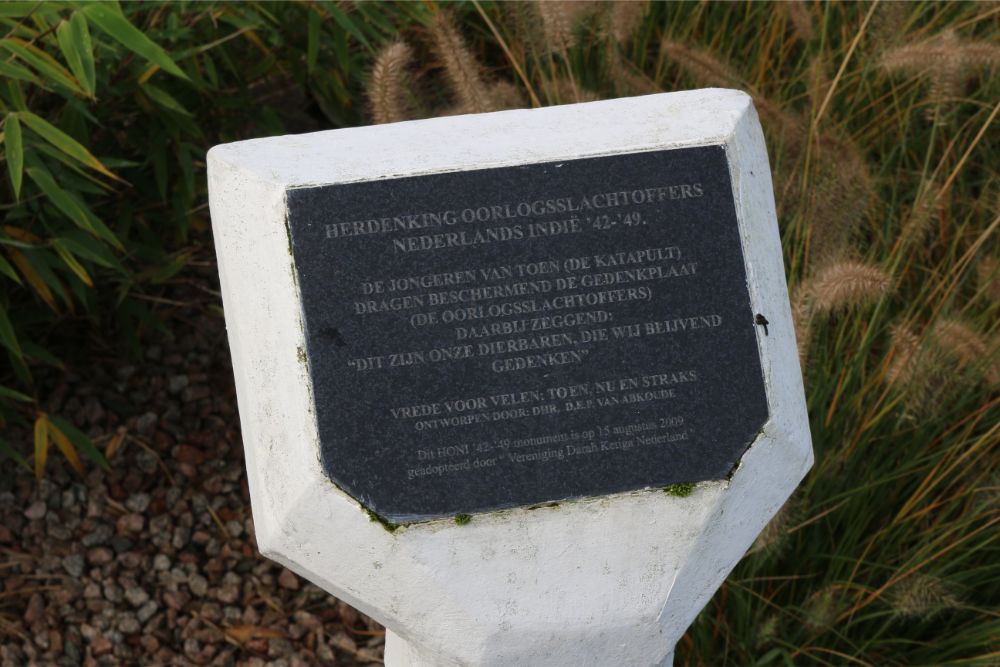 HERDENKING OORLOGSSLACHTOFFERS
NEDERLANDS INDIË '42-'49.
DE JONGEREN VAN TOEN (DE KATAPULT)
DRAGEN BESCHERMEND DE GEDENKPLAAT
(DE OORLOGSSLACHTOFFERS)
DAARBIJ ZEGGEND:
"DIT ZIJN ONZE DIERBAREN, DIE WIJ BLIJVEND
GEDENKEN"
VREDE VOOR VELEN: TOEN, NU EN STRAKS
ONTWORPEN DOOR: DHR. D.E.P. VAN ABKOUDE
Dit HONI '42-'49 monument is op 15 augustus 2009
geadopteerd door " Vereniging Darah Ketiga Nederland "